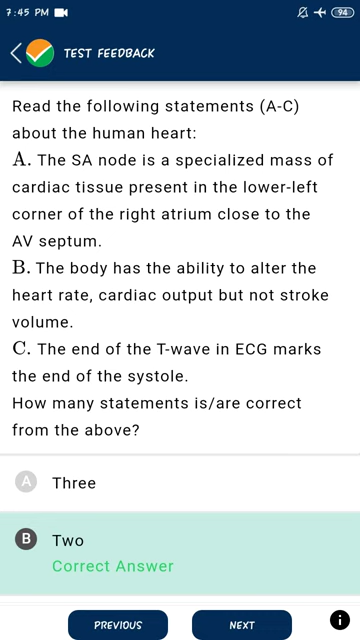 7:45 PM
94
TEST FEEDBACK
Read the following statements (A-C)
about the human heart:
A. The SA node is a specialized mass of
cardiac tissue present in the lower-left
corner of the right atrium close to the
AV septum.
B. The body has the ability to alter the
heart rate, cardiac output but not stroke
volume.
C. The end of the T-wave in ECG marks
the end of the systole.
How many statements is/are correct
from the above?
A Three
B Two
Correct Answer
PREVIOUS NEXT